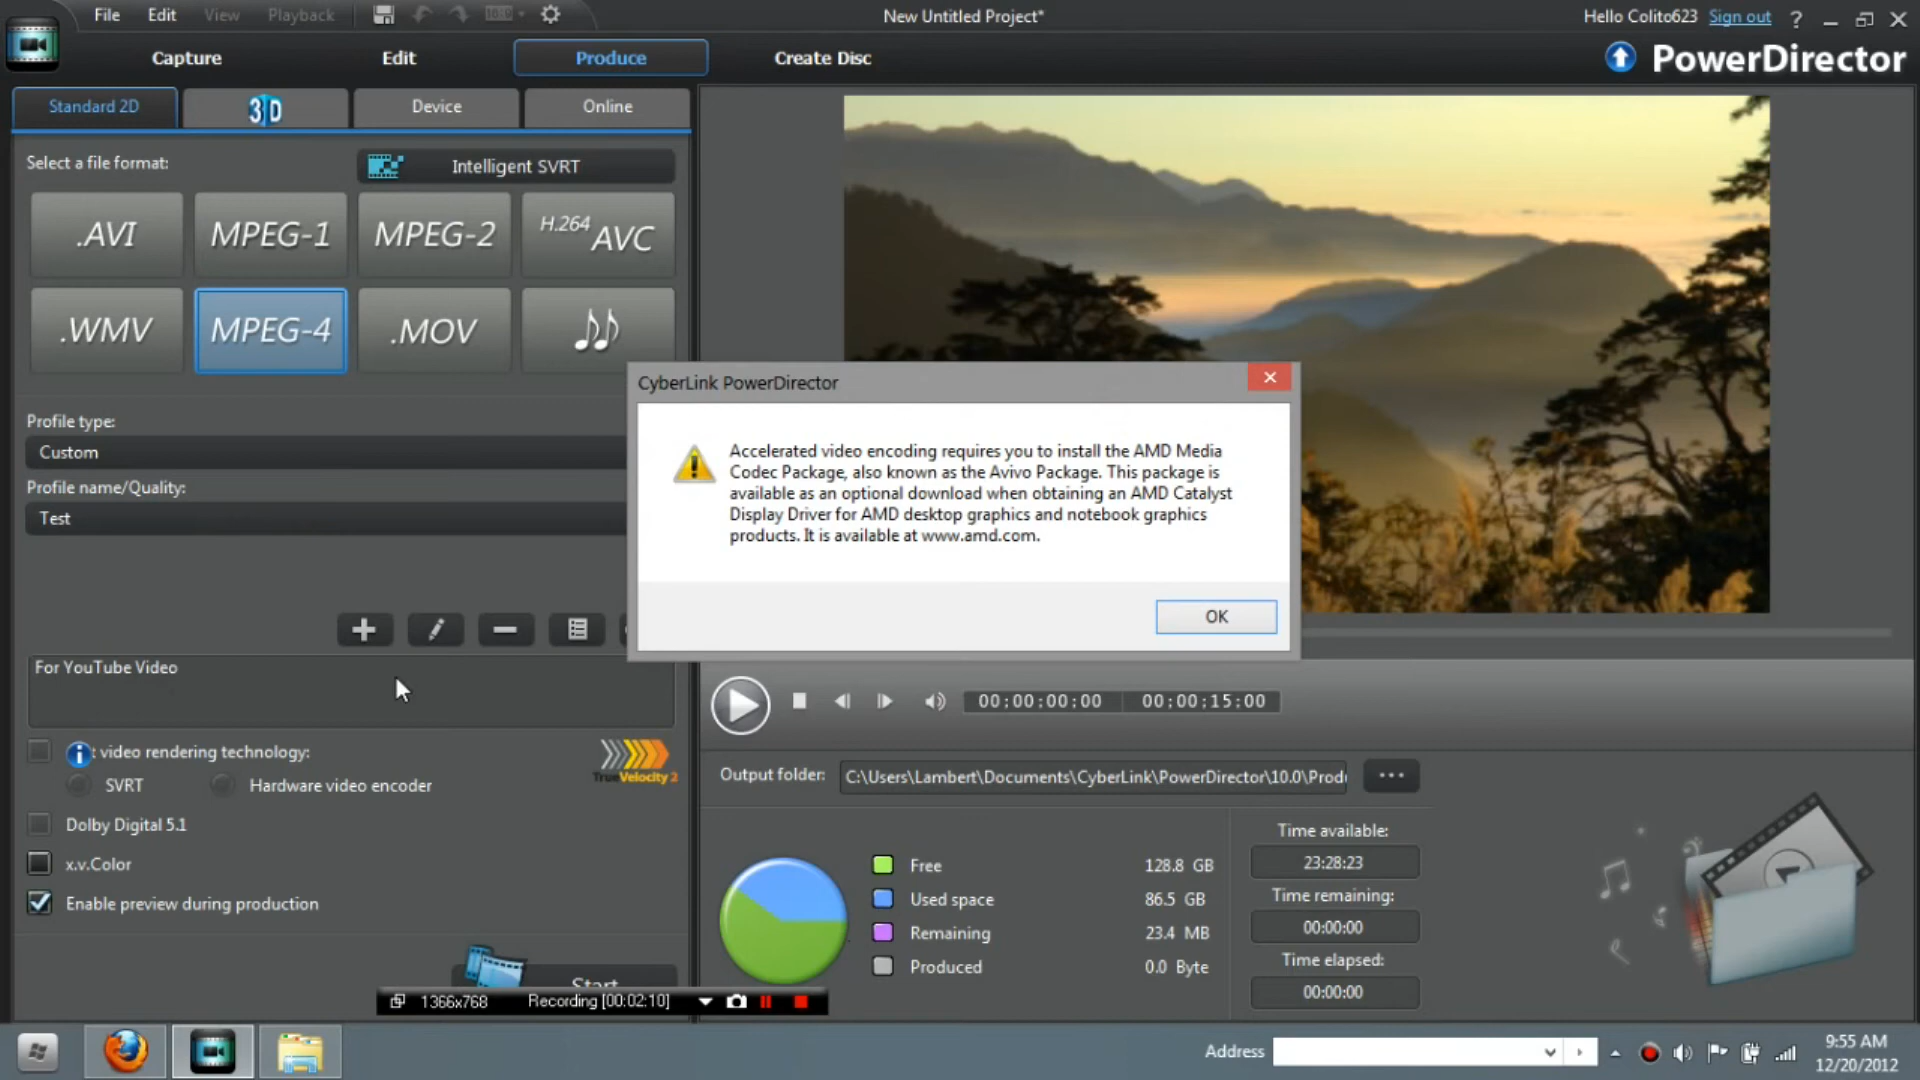 File Edit View Playback
New Untitled Project*
Hello Colito623 Sign out ?
Capture Edit Produce Create Disc
PowerDirector
Standard 2D 3D Device Online
Select a file format:
Intelligent SVRT
.AVI MPEG-1 MPEG-2 H.264 AVC
.WMV MPEG-4 .MOV
Profile type:
Custom
Profile name/Quality:
Test
CyberLink PowerDirector
Accelerated video encoding requires you to install the AMD Media
Codec Package, also known as the Avivo Package. This package is
available as an optional download when obtaining an AMD Catalyst
Display Driver for AMD desktop graphics and notebook graphics
products. It is available at www.amd.com.
OK
For YouTube Video
00:00:00:00 00:00:15:00
video rendering technology:
SVRT Hardware video encoder
TrueVelocity 2
Dolby Digital 5.1
x.v.Color
Enable preview during production
Output folder: C:\Users\Lambert\Documents\CyberLink\PowerDirector\10.0\Prod
Free 128.8 GB
Used space 86.5 GB
Remaining 23.4 MB
Produced 0.0 Byte
Time available:
23:28:23
Time remaining:
00:00:00
Time elapsed:
00:00:00
Start
1366x768 Recording [00:02:10]
Address
9:55 AM
12/20/2012